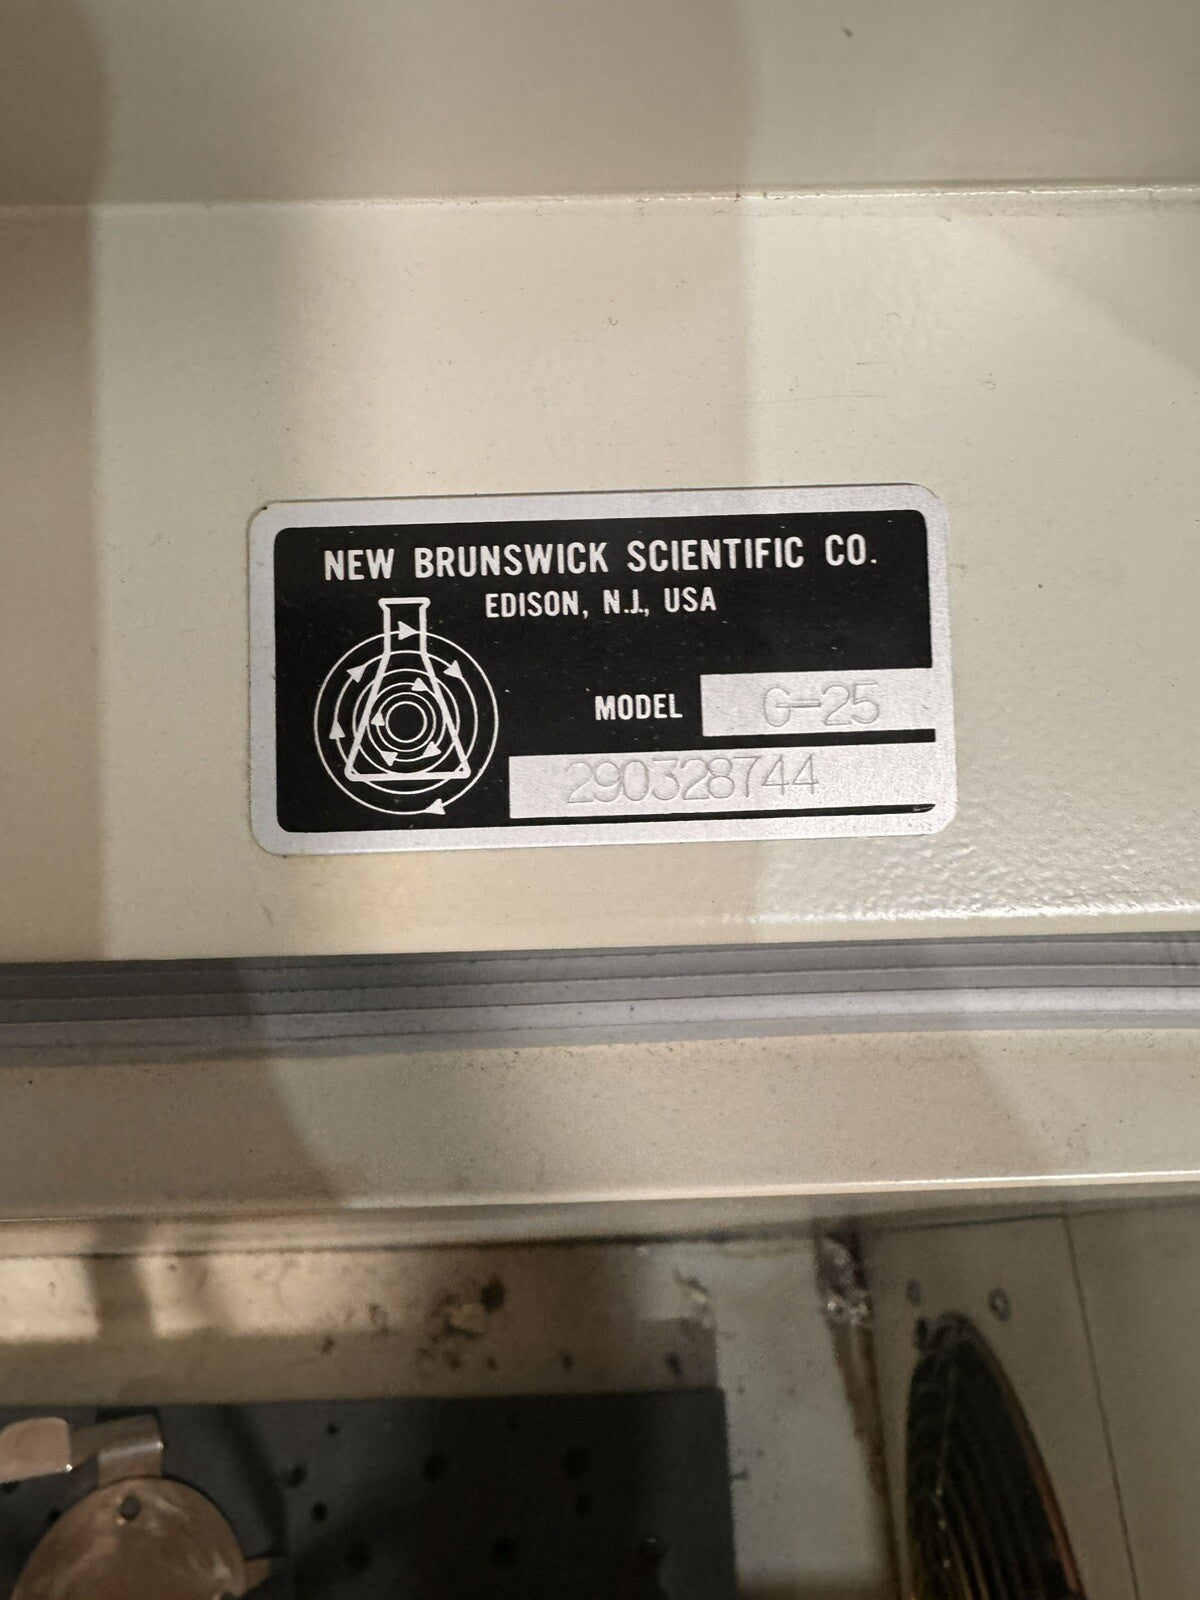 NEW BRUNSWICK SCIENTIFIC CO.
EDISON, N.J., USA
MODEL G-25
290328744